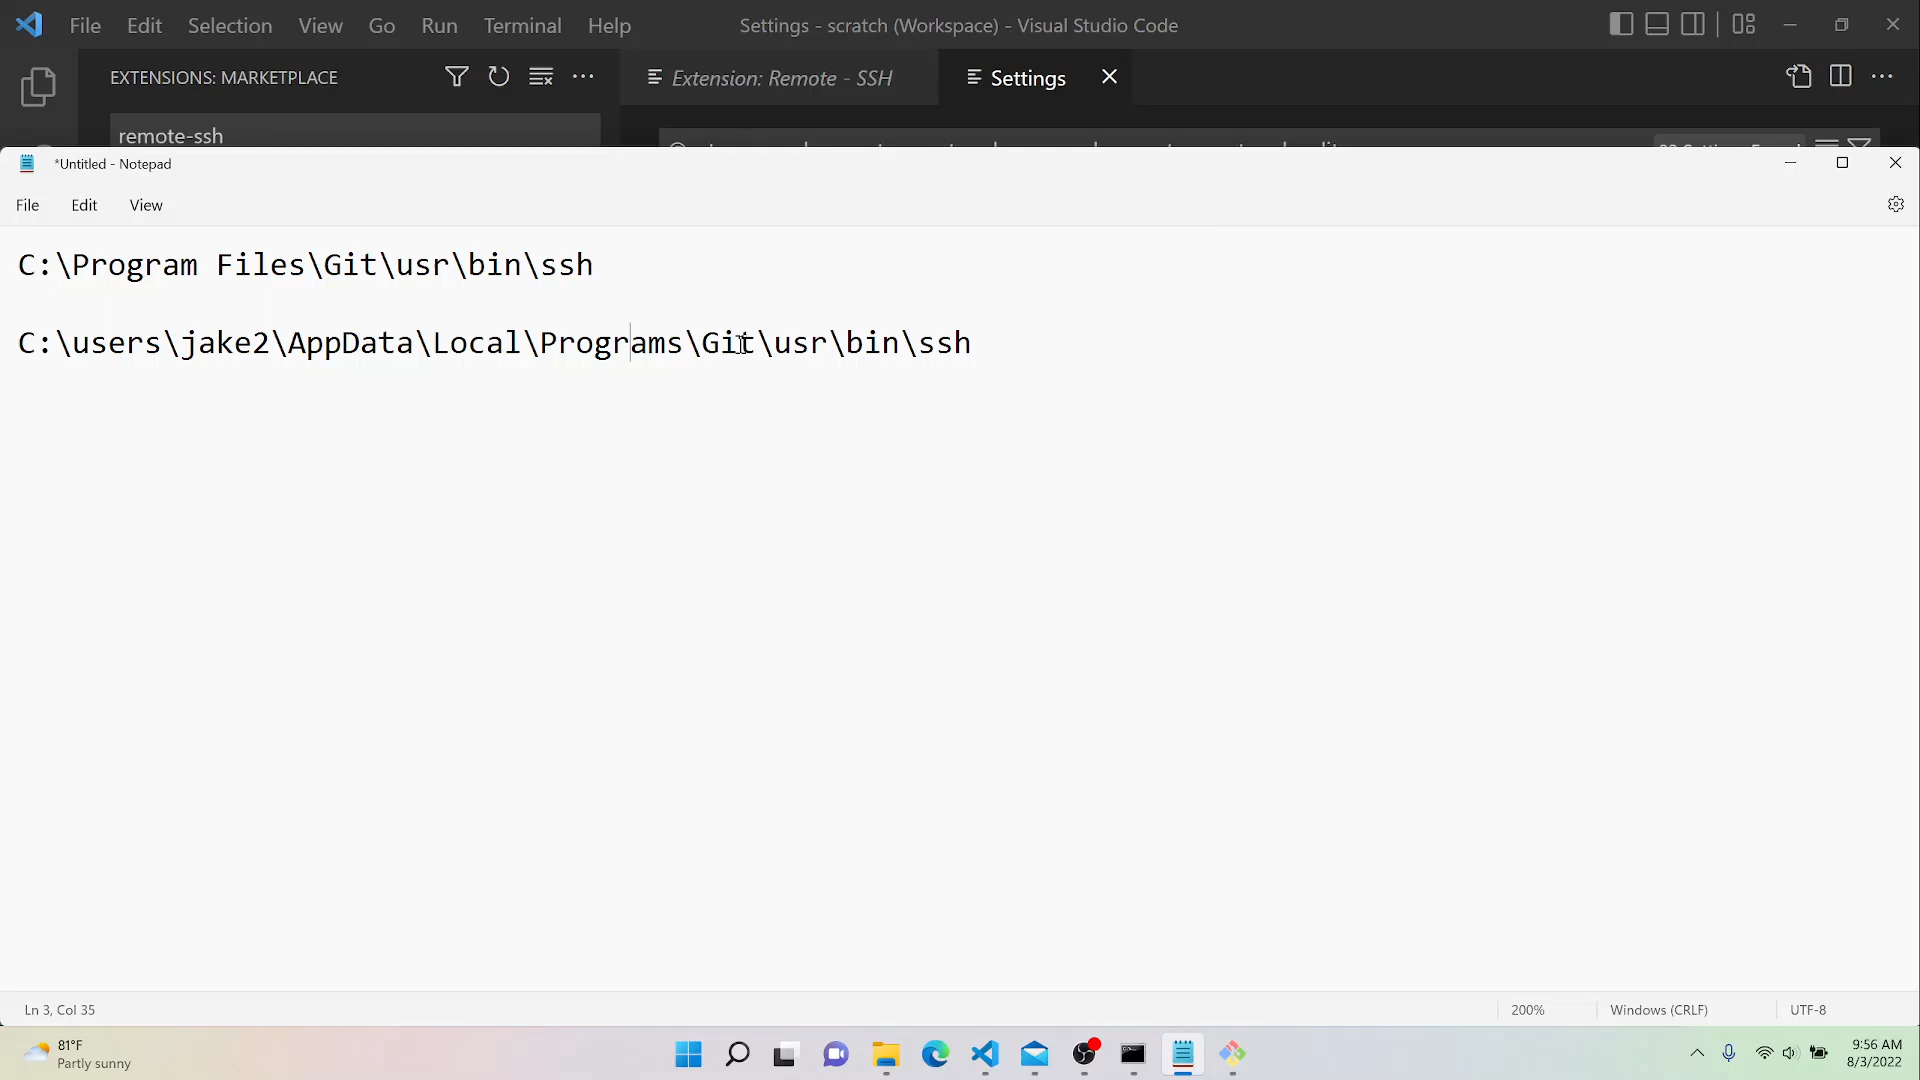 File Edit Selection View Go Run Terminal Help
Settings - scratch (Workspace) - Visual Studio Code
EXTENSIONS: MARKETPLACE
Extension: Remote - SSH
Settings
remote-ssh
*Untitled - Notepad
File Edit View
C:\Program Files\Git\usr\bin\ssh
C:\users\jake2\AppData\Local\Programs\Git\usr\bin\ssh
Ln 3, Col 35
200%
Windows (CRLF)
UTF-8
81°F
Partly sunny
9:56 AM
8/3/2022